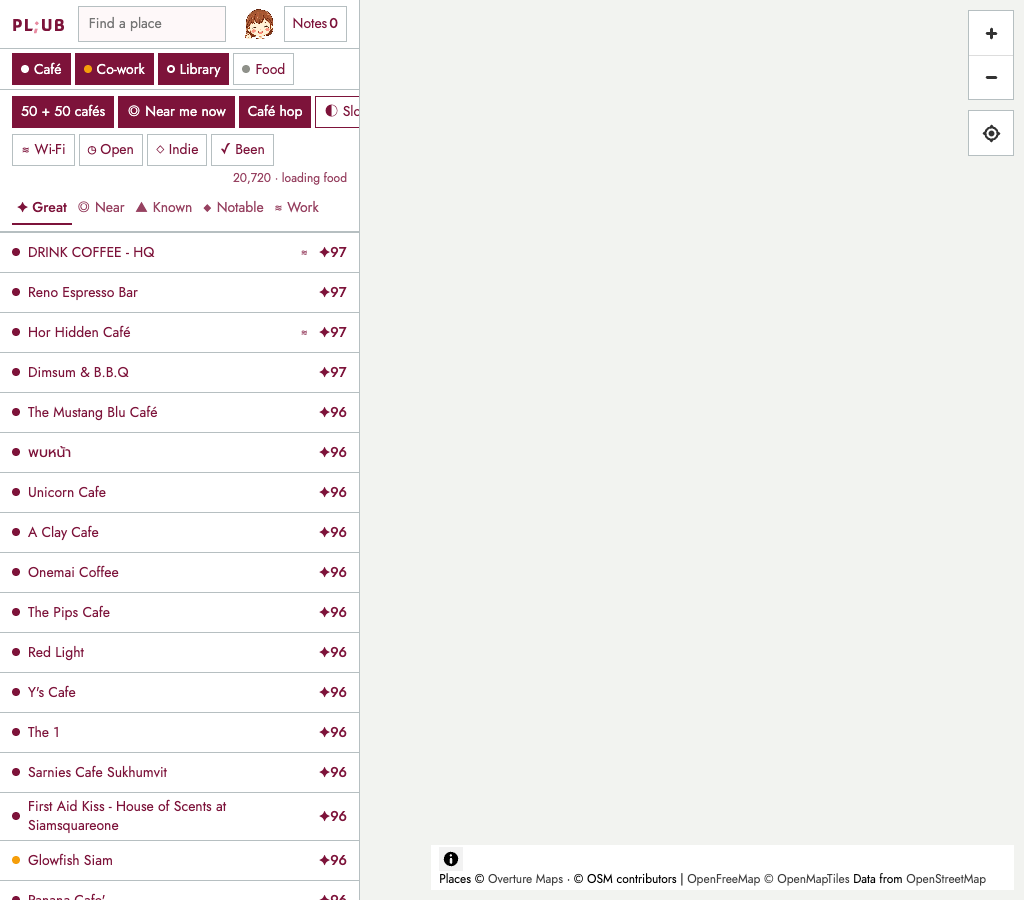 PL;UB Find a place Notes 0
Café Co-work Library Food
50 + 50 cafés Near me now Café hop
Wi-Fi Open Indie Been
20,720 · loading food
Great Near Known Notable Work
DRINK COFFEE - HQ ≈ ✦97
Reno Espresso Bar ✦97
Hor Hidden Café ≈ ✦97
Dimsum & B.B.Q ✦97
The Mustang Blu Café ✦96
พบหน้า ✦96
Unicorn Cafe ✦96
A Clay Cafe ✦96
Onemai Coffee ✦96
The Pips Cafe ✦96
Red Light ✦96
Y's Cafe ✦96
The 1 ✦96
Sarnies Cafe Sukhumvit ✦96
First Aid Kiss - House of Scents at
Siamsquareone ✦96
Glowfish Siam ✦96
Places © Overture Maps · © OSM contributors | OpenFreeMap © OpenMapTiles Data from OpenStreetMap